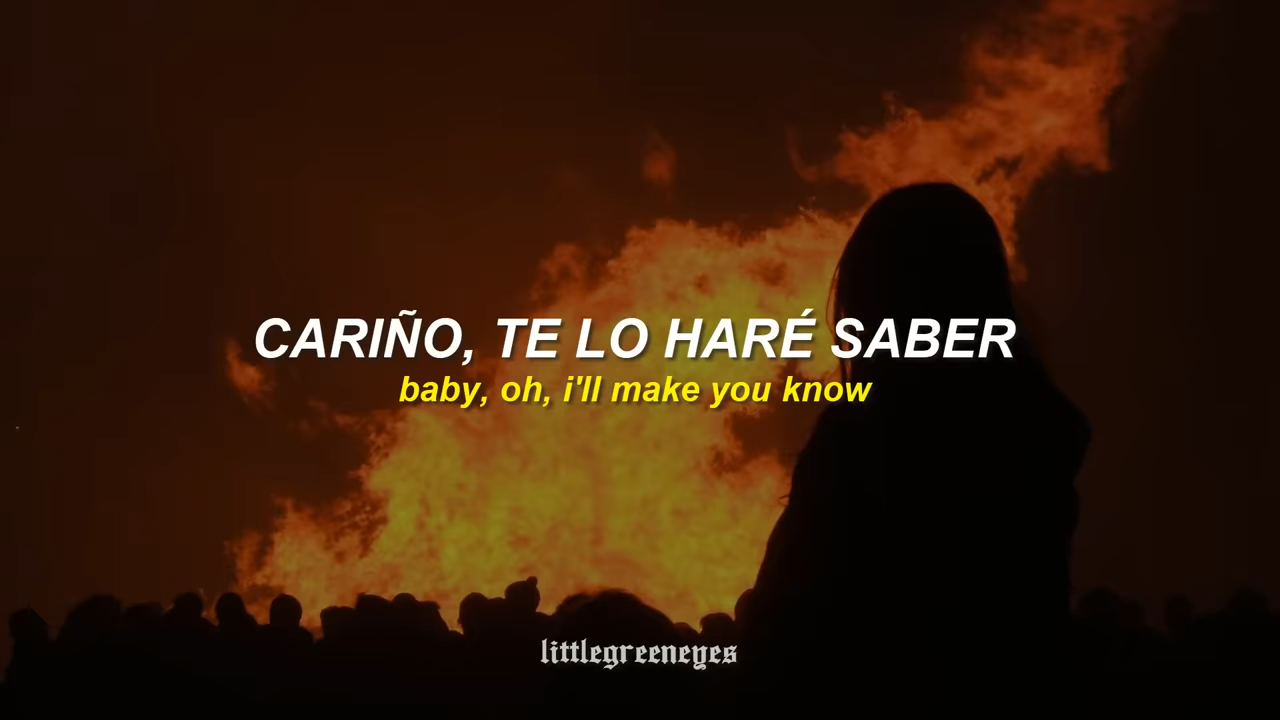 CARIÑO, TE LO HARÉ SABER
baby, oh, i'll make you know
littlegreeneyes